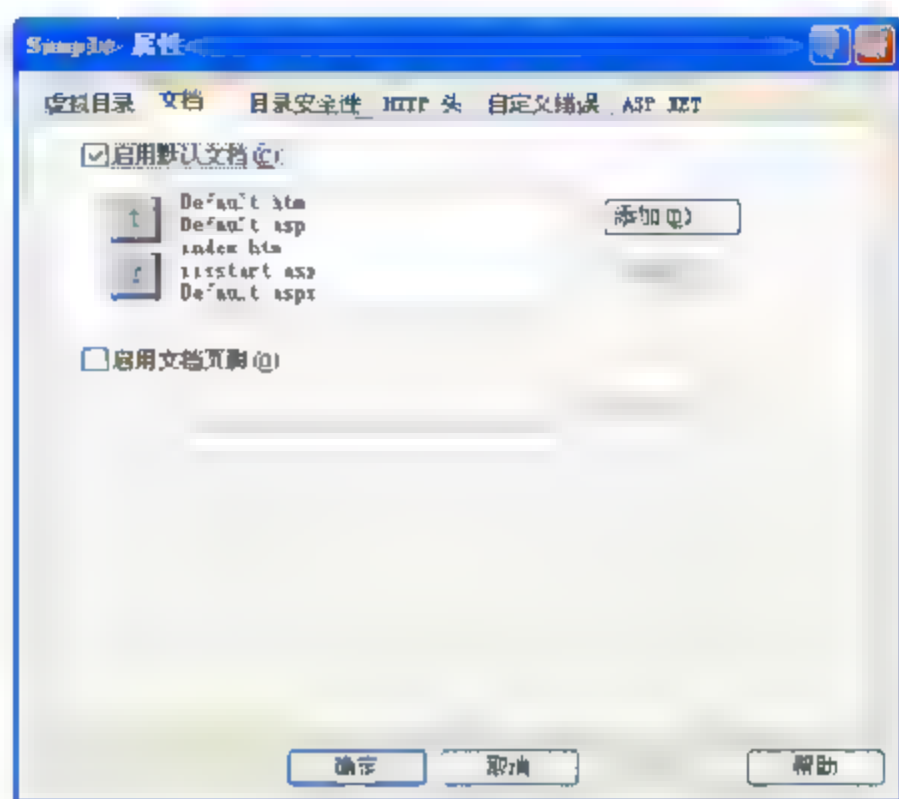 Sample 属性
虚拟目录 文档 目录安全性 HTTP 头 自定义错误 ASP.NET
启用默认文档(C):
Default.htm
添加(D)
Default.asp
index.htm
iisstart.asp
Default.aspx
启用文档页脚(O)
确定 取消 帮助